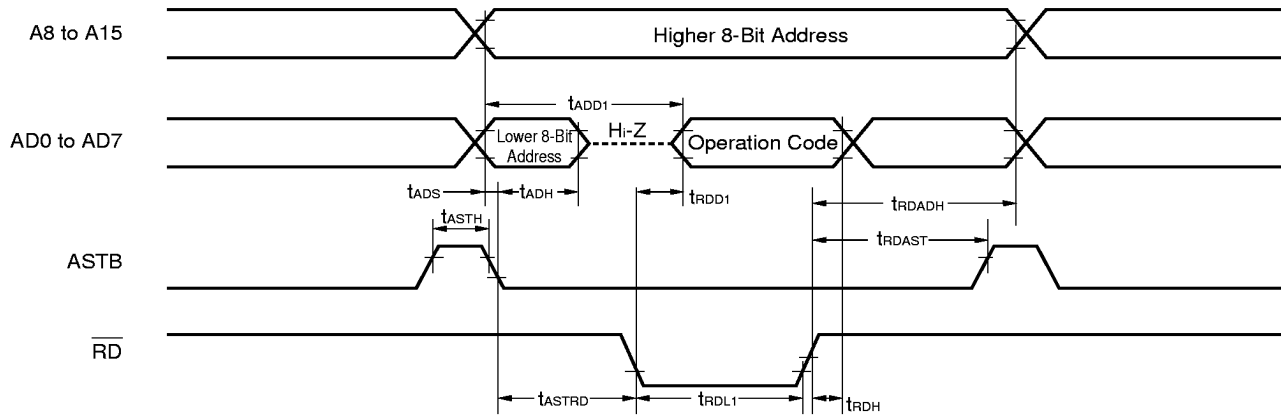 A8 to A15
Higher 8-Bit Address
tADD1
AD0 to AD7
Lower 8-Bit
Address
Hi-Z
Operation Code
tADS
tADH
tRDD1
tRDADH
tASTH
tRDAST
ASTB
RD
tASTRD
tRDL1
tRDH